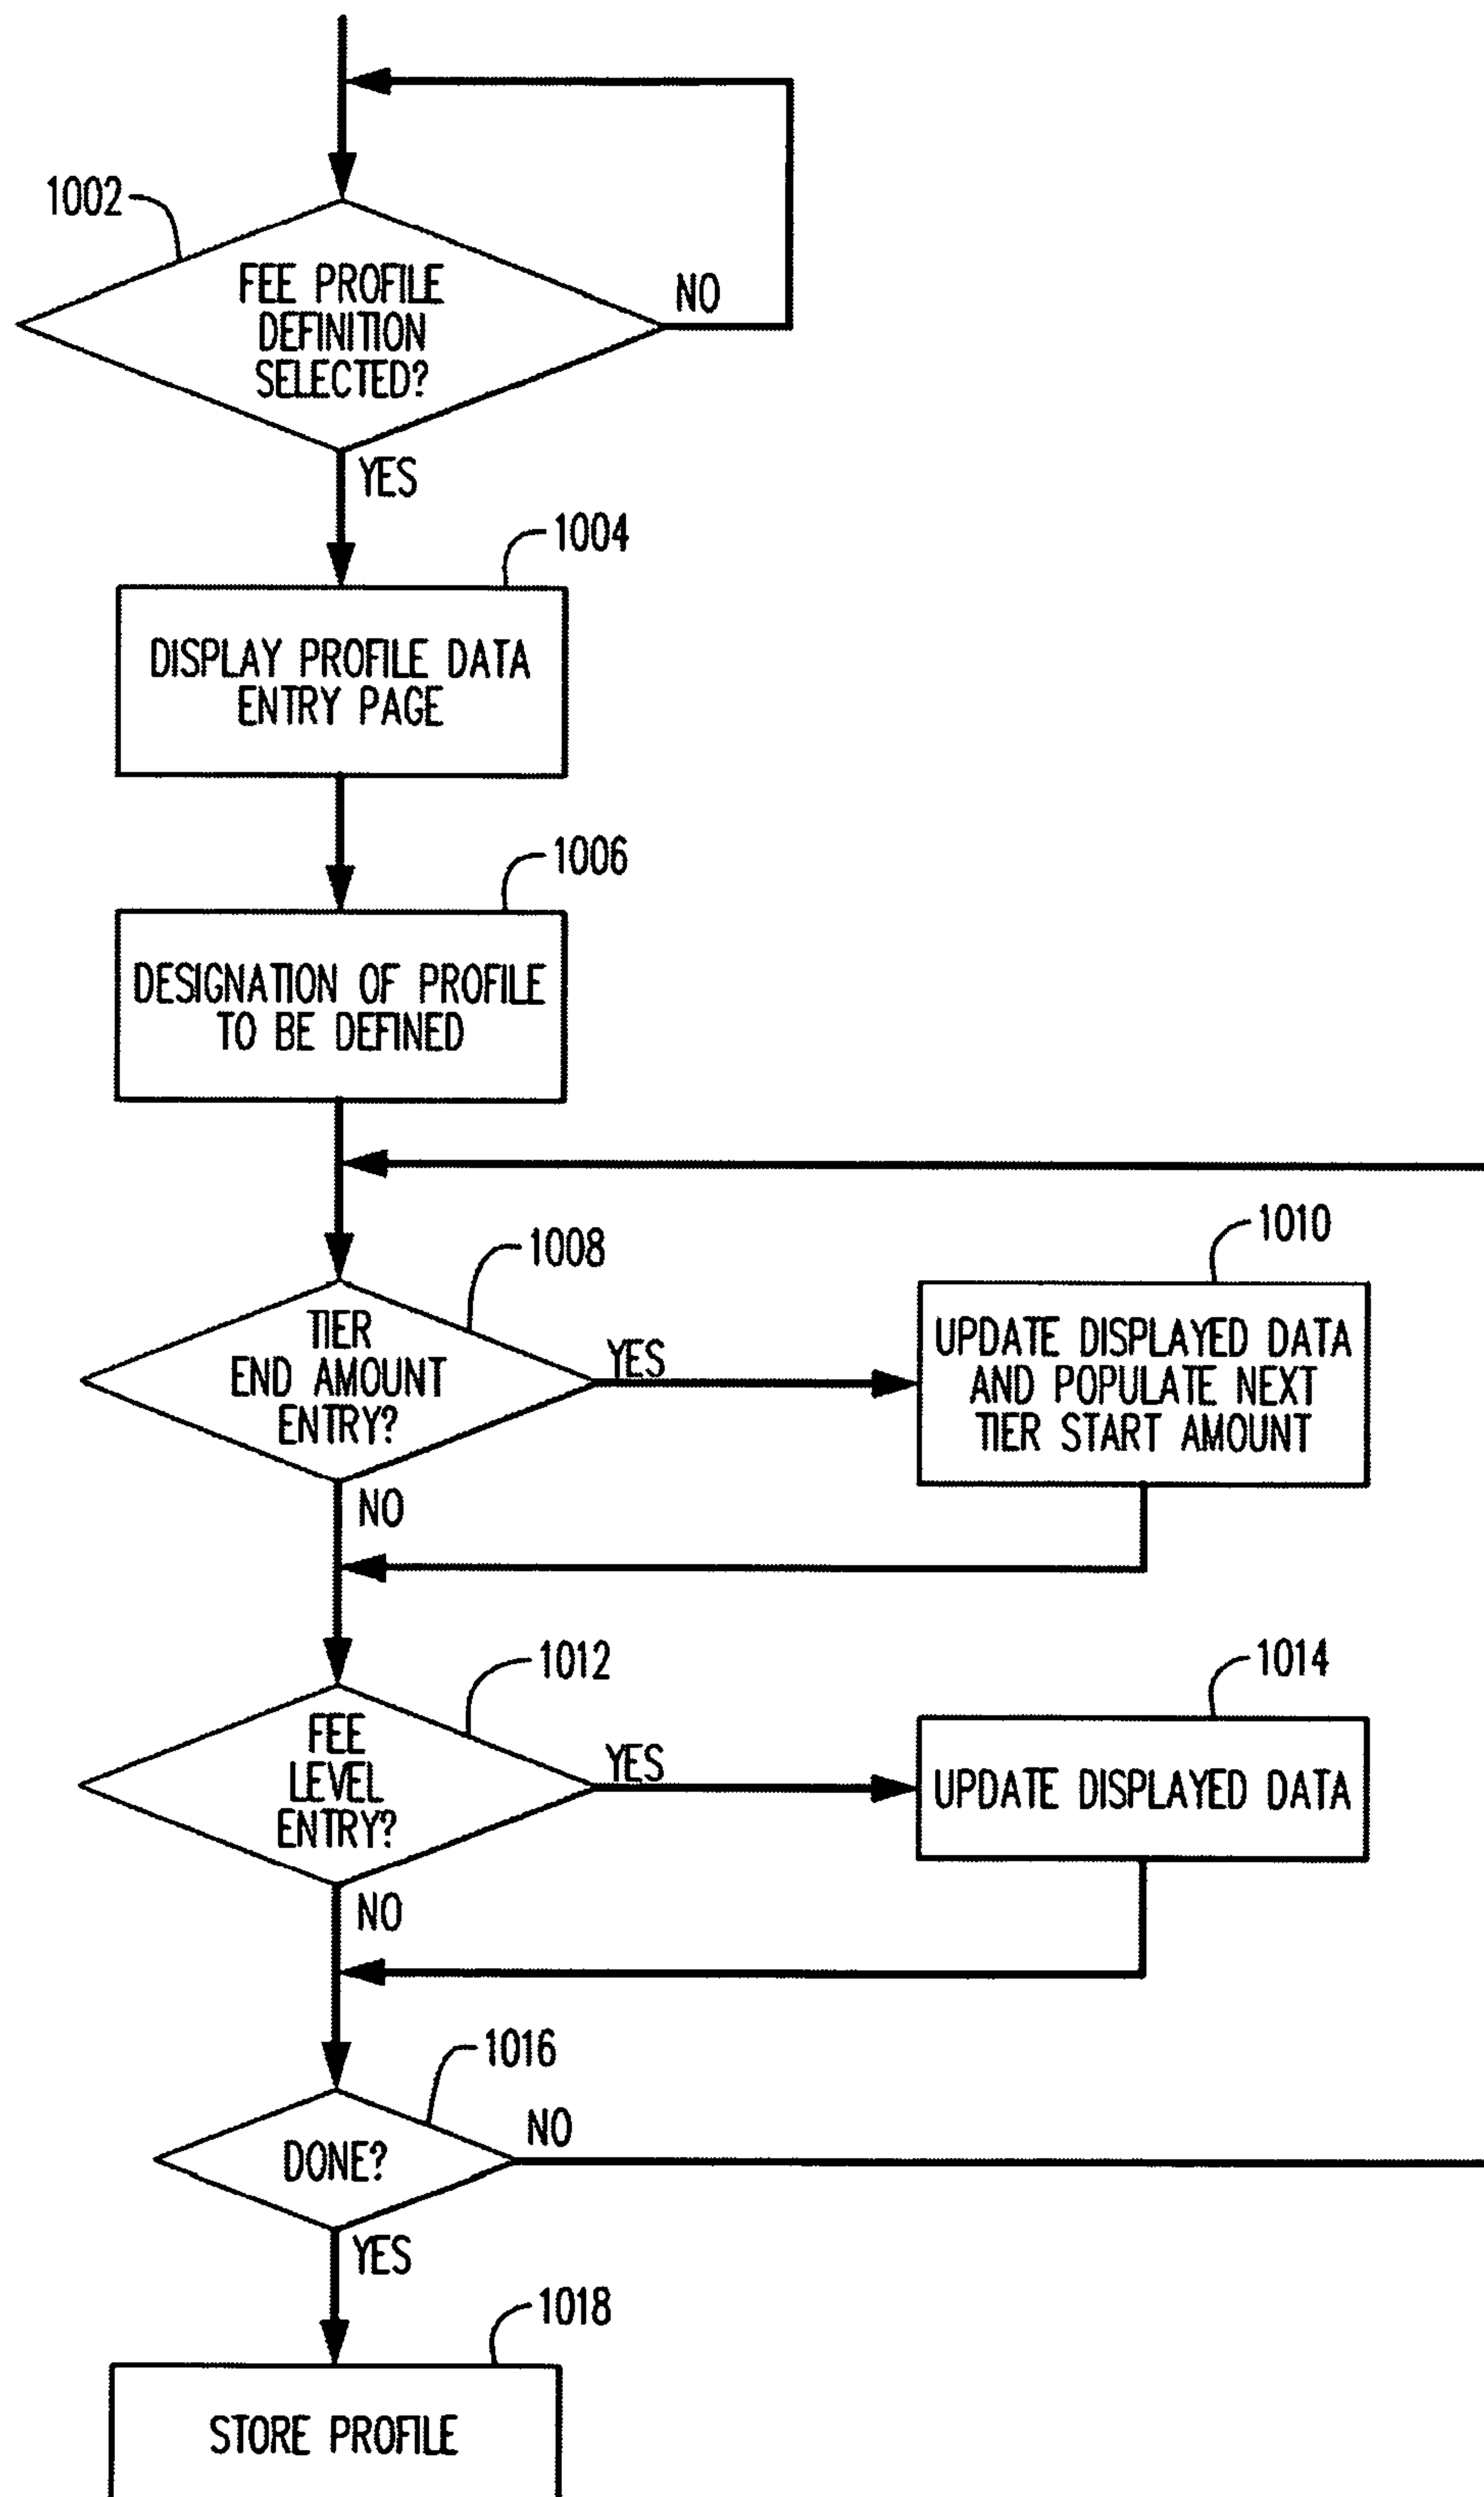 1002
FEE PROFILE
DEFINITION
SELECTED?
NO
YES
1004
DISPLAY PROFILE DATA
ENTRY PAGE
1006
DESIGNATION OF PROFILE
TO BE DEFINED
1008
TIER
END AMOUNT
ENTRY?
YES
NO
1010
UPDATE DISPLAYED DATA
AND POPULATE NEXT
TIER START AMOUNT
1012
FEE
LEVEL
ENTRY?
YES
NO
1014
UPDATE DISPLAYED DATA
1016
DONE?
NO
YES
1018
STORE PROFILE